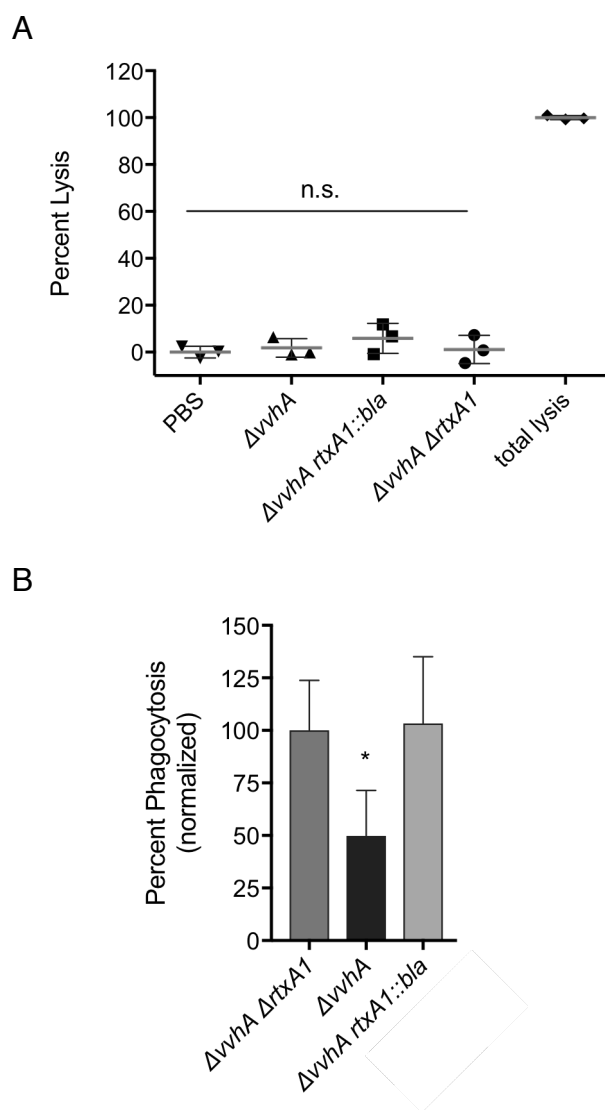 A
Percent Lysis
120
100
80
60
40
20
0
n.s.
PBS
ΔvvhA
ΔvvhA rtxA1::bla
ΔvvhA ΔrtxA1
total lysis
B
Percent Phagocytosis
(normalized)
150
125
100
75
50
25
0
*
ΔvvhA ΔrtxA1
ΔvvhA
ΔvvhA rtxA1::bla